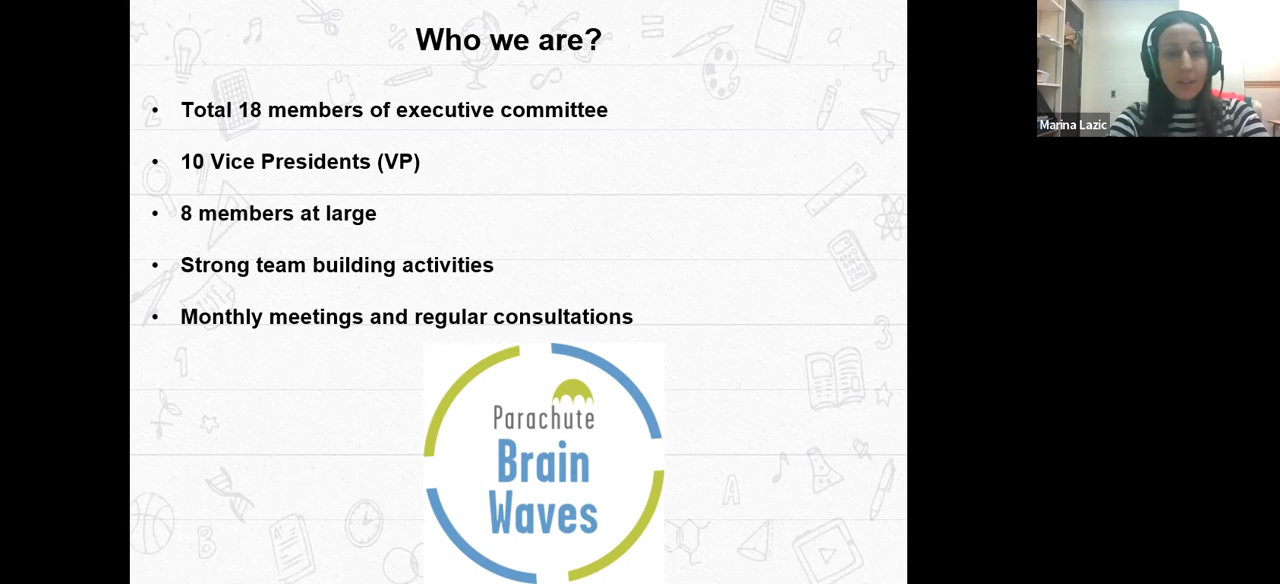 Who we are?
• Total 18 members of executive committee
• 10 Vice Presidents (VP)
• 8 members at large
• Strong team building activities
• Monthly meetings and regular consultations
Parachute
Brain
Waves
Marina Lazic